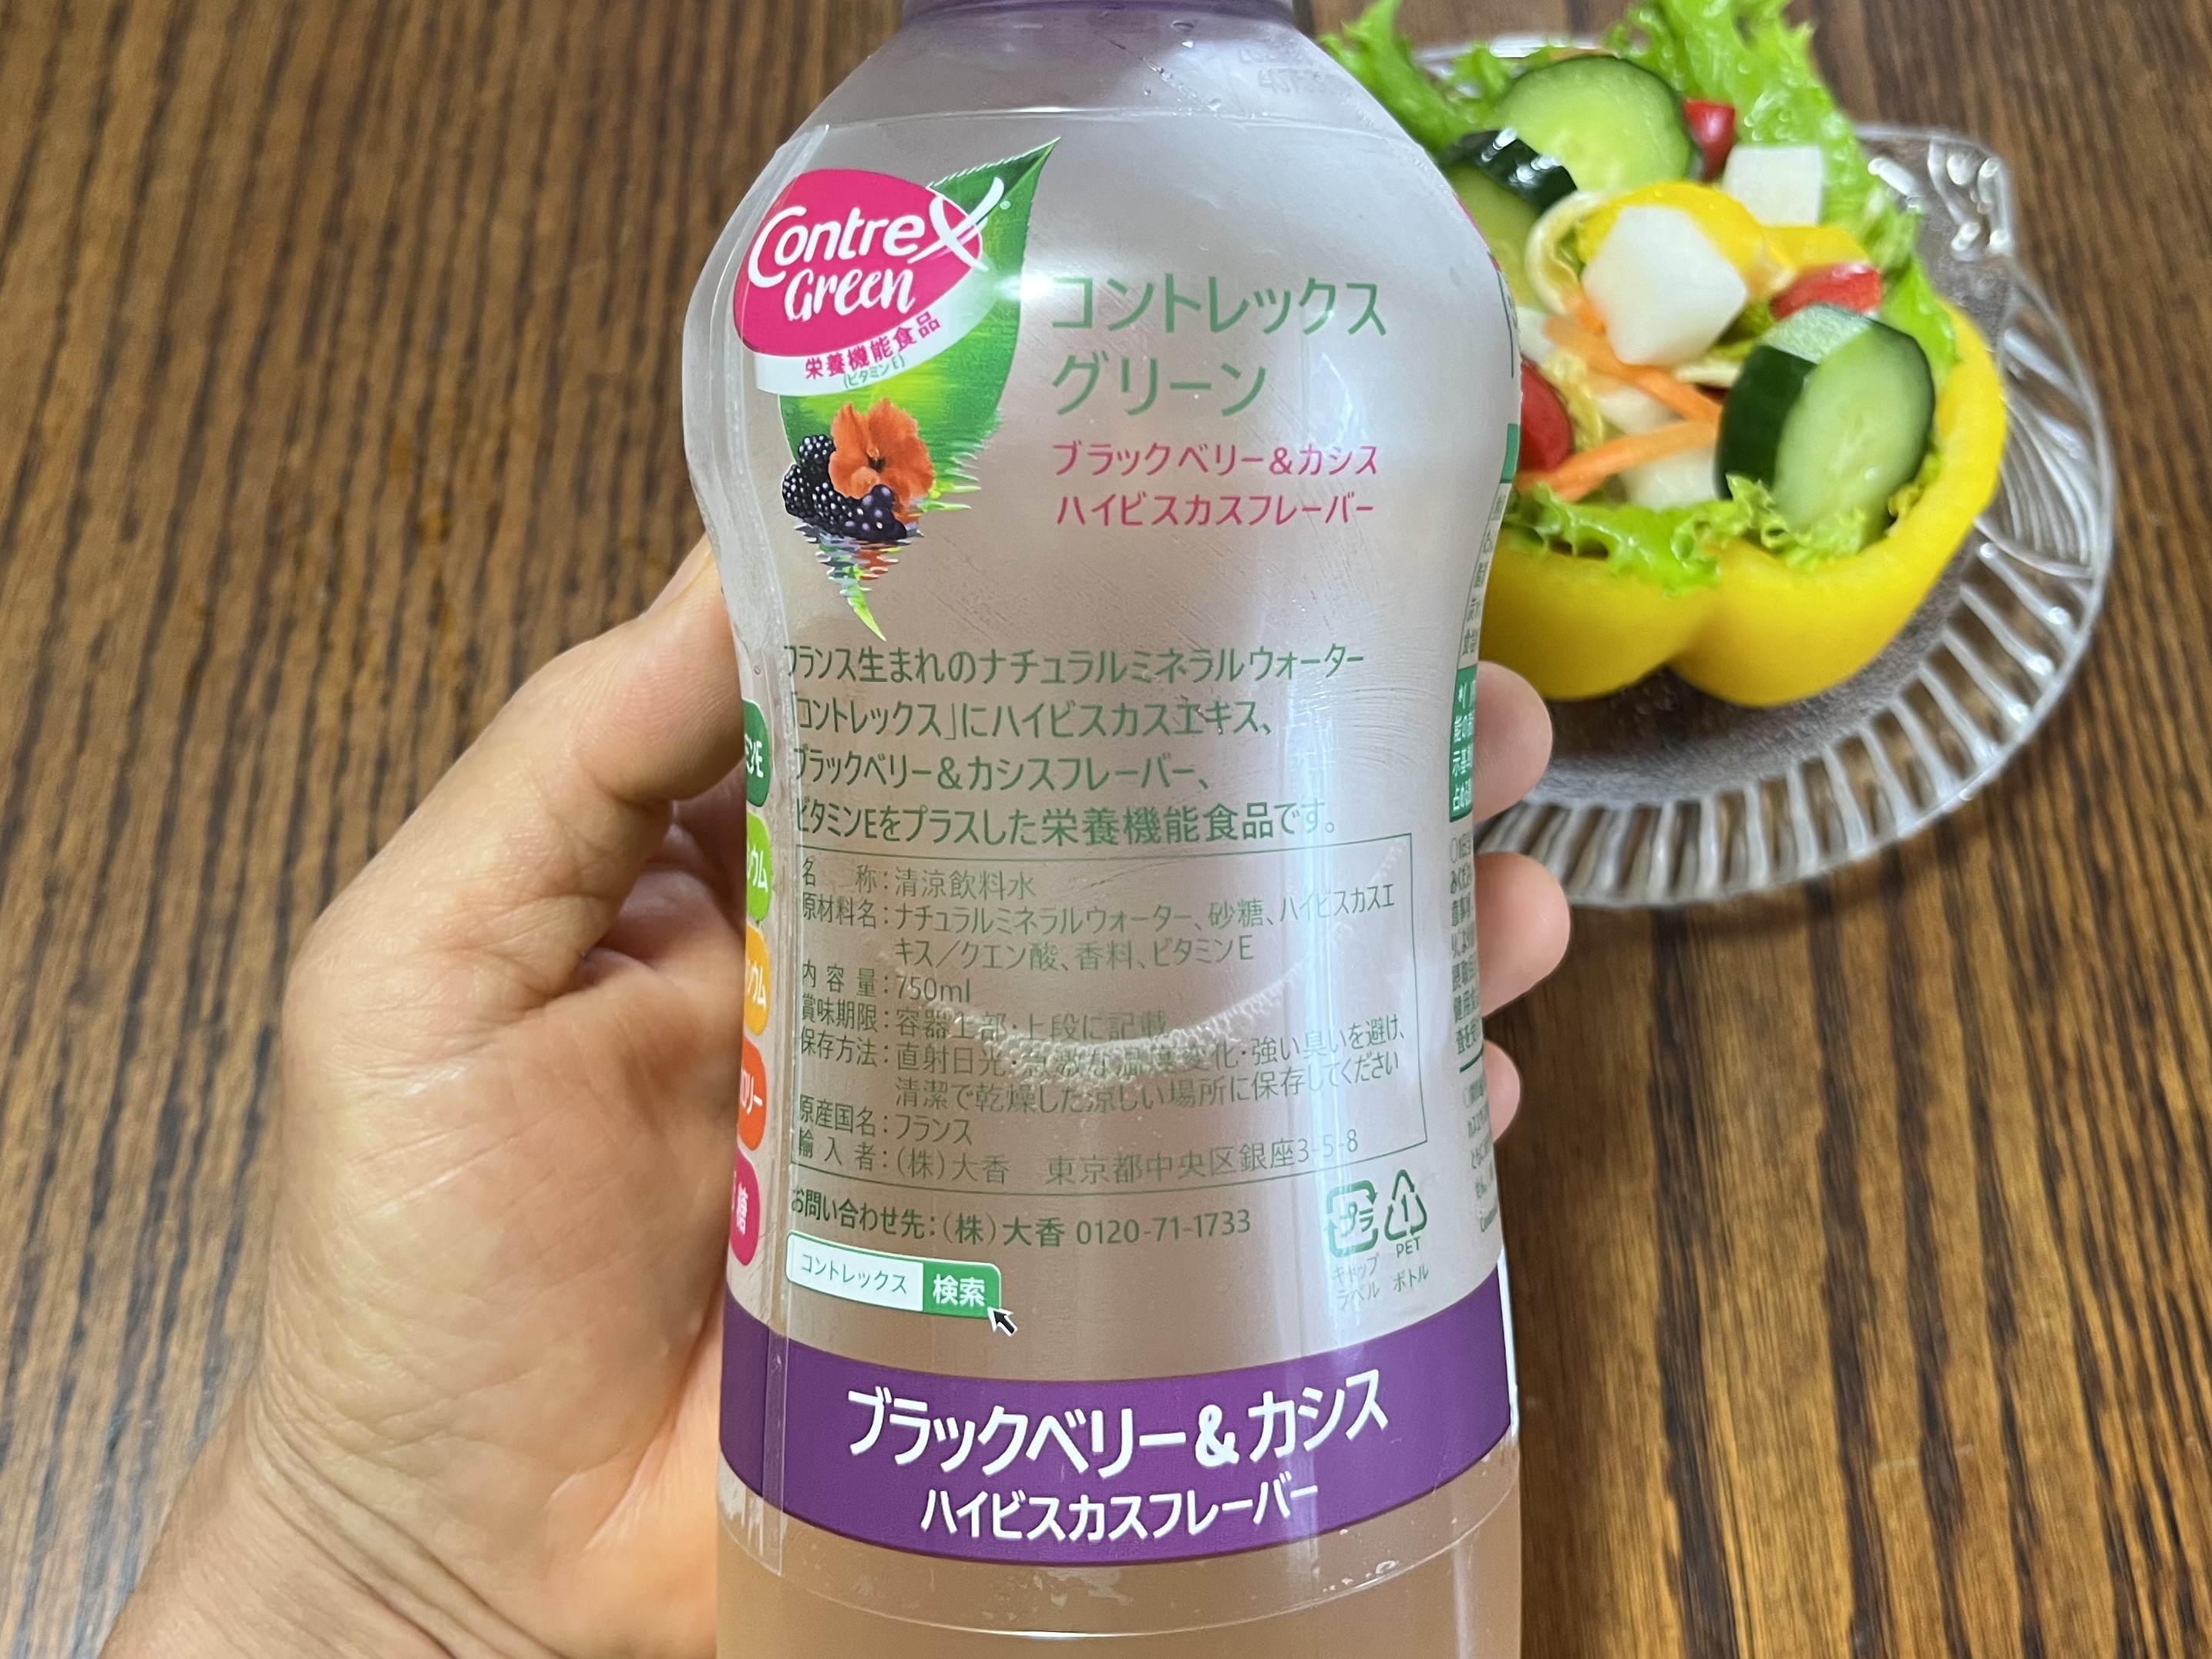 Contrex
Green
栄養機能食品
(ビタミンE)
コントレックス
グリーン
ブラックベリー&カシス
ハイビスカスフレーバー
フランス生まれのナチュラルミネラルウォーター
「コントレックス」にハイビスカスエキス、
ブラックベリー&カシスフレーバー、
ビタミンEをプラスした栄養機能食品です。
名 称:清涼飲料水
原材料名:ナチュラルミネラルウォーター、砂糖、ハイビスカスエ
キス/クエン酸、香料、ビタミンE
内容量:750ml
賞味期限:容器上部・上段に記載
保存方法:直射日光・急激な温度変化・強い臭いを避け、
清潔で乾燥した涼しい場所に保存してください
原産国名:フランス
輸入者:(株)大香 東京都中央区銀座3-5-8
お問い合わせ先:(株)大香 0120-71-1733
コントレックス 検索
プラ
キャップ
ラベル
1
PET
ボトル
ブラックベリー&カシス
ハイビスカスフレーバー